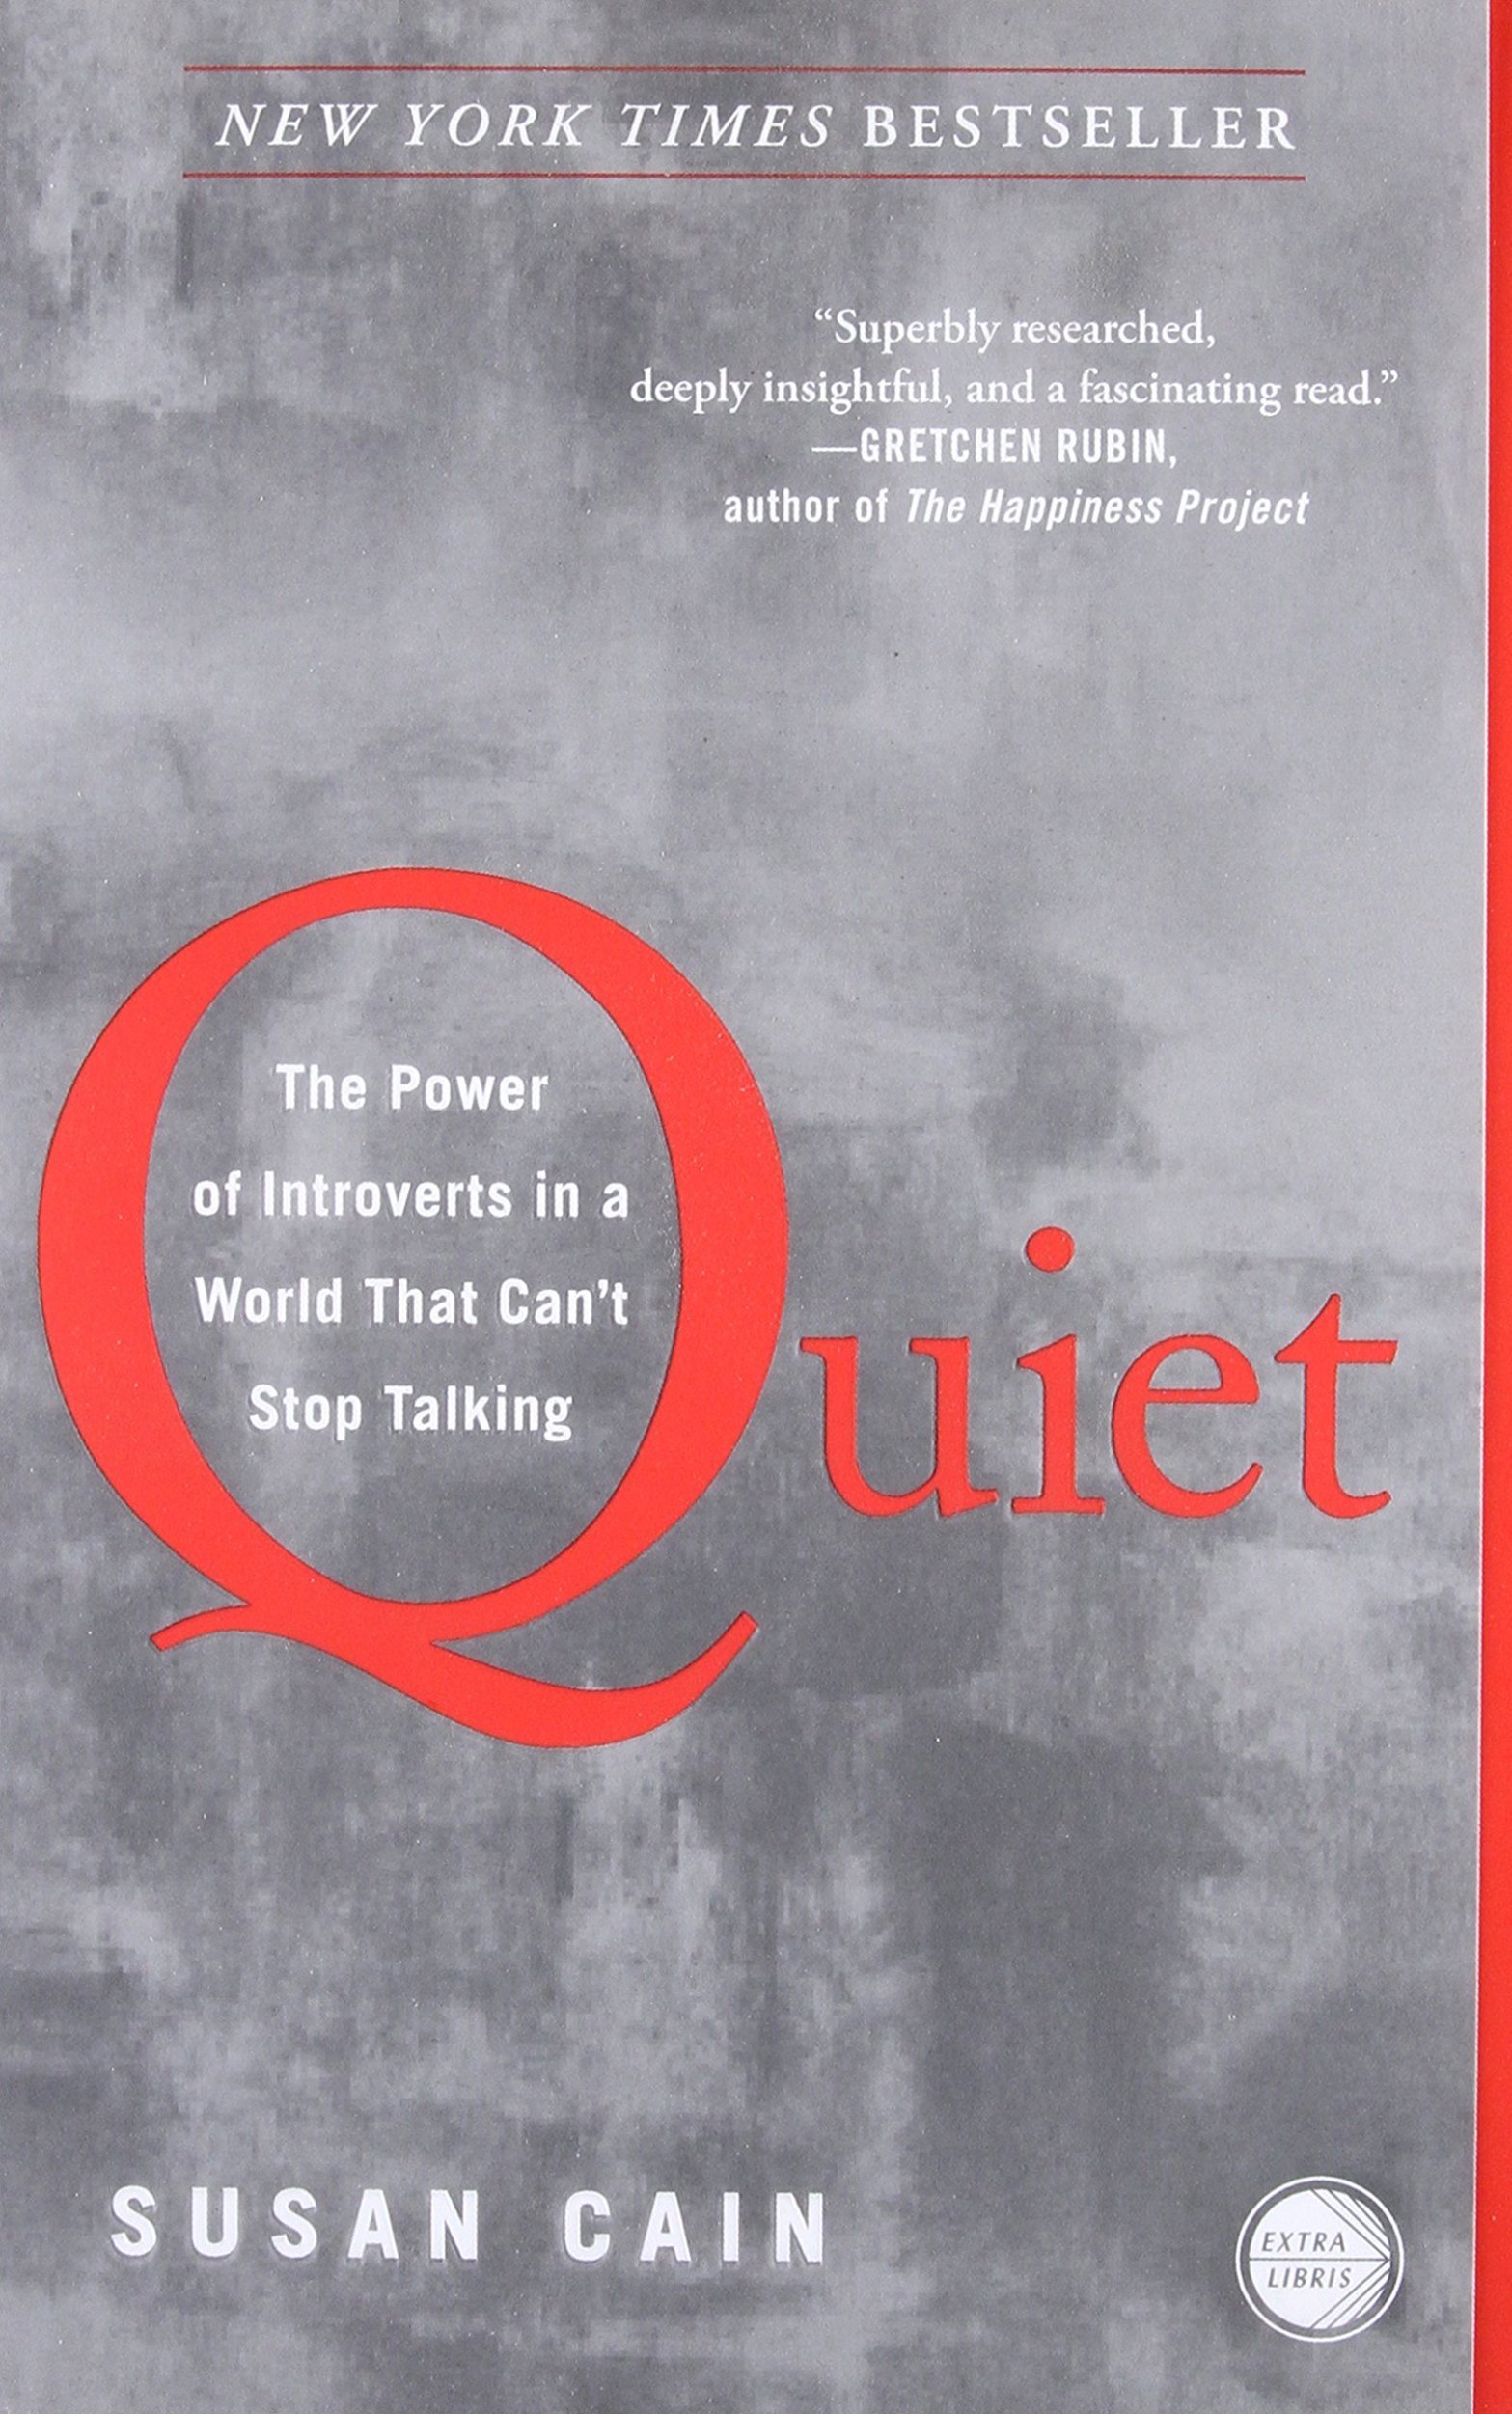 NEW YORK TIMES BESTSELLER
“Superbly researched,
deeply insightful, and a fascinating read.”
—GRETCHEN RUBIN,
author of The Happiness Project
Quiet
The Power
of Introverts in a
World That Can't
Stop Talking
SUSAN CAIN
EXTRA
LIBRIS